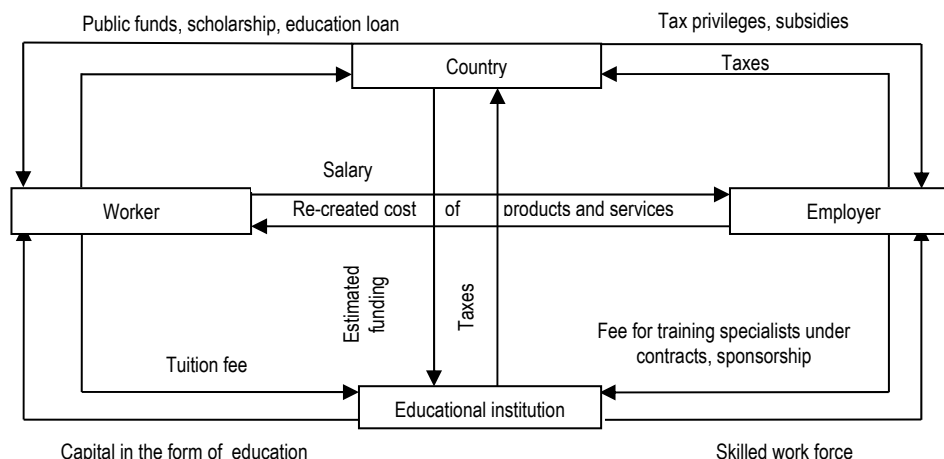 Public funds, scholarship, education loan
Tax privileges, subsidies
Country
Taxes
Salary
Worker
Re-created cost of products and services
Employer
Estimated
funding
Taxes
Fee for training specialists under
contracts, sponsorship
Tuition fee
Educational institution
Capital in the form of education
Skilled work force